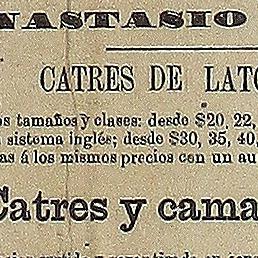 NASTASIO
CATRES DE LATO
os tamaños y clases: desde $20, 22,
n sistema inglés; desde $30, 35, 40,
as á los mismos precios con un au
Catres y cama